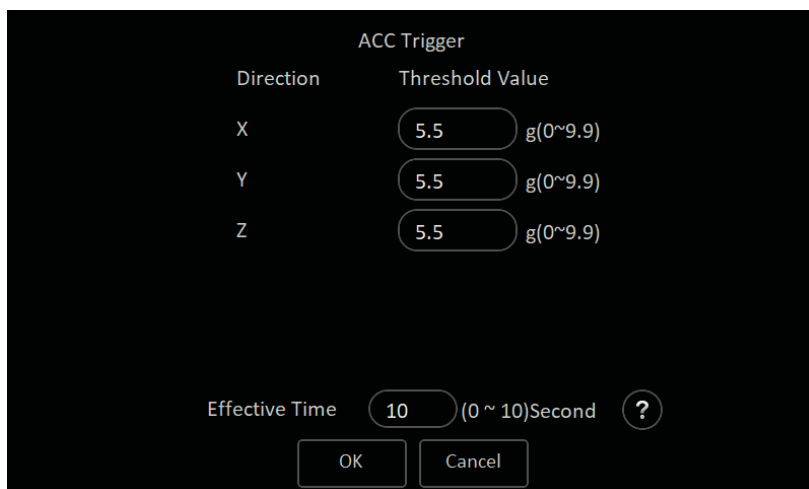 ACC Trigger
Direction Threshold Value
X 5.5 g(0~9.9)
Y 5.5 g(0~9.9)
Z 5.5 g(0~9.9)
Effective Time 10 (0 ~ 10)Second ?
OK Cancel